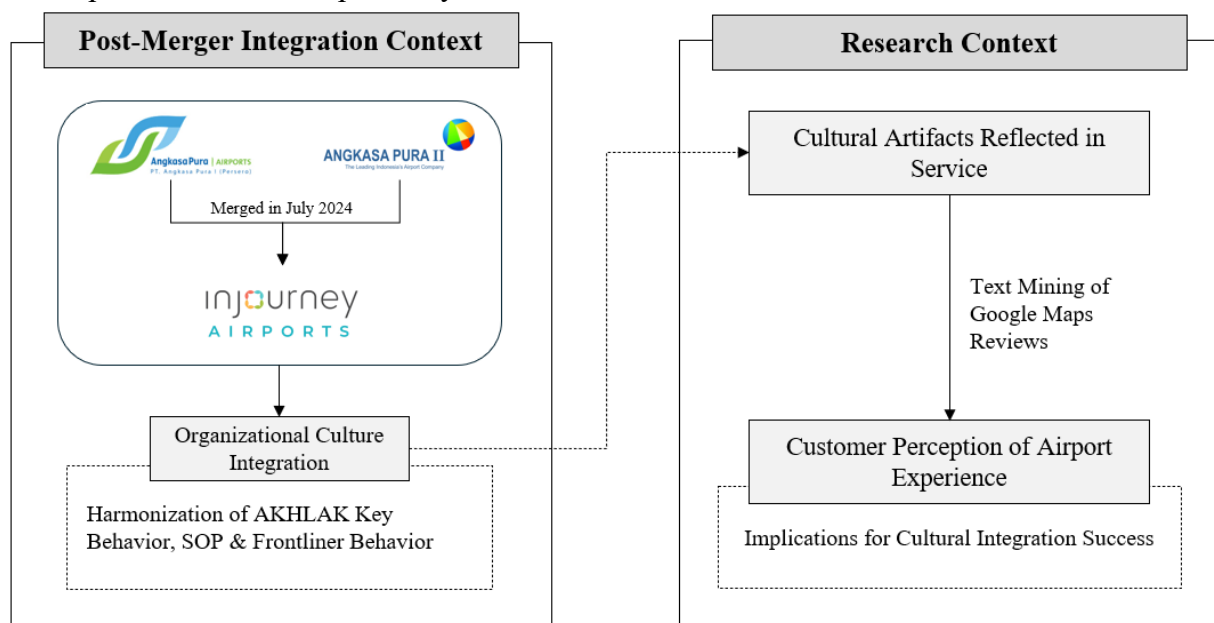 Post-Merger Integration Context
AngkasaPura | AIRPORTS
PT. Angkasa Pura I (Persero)
ANGKASA PURA II
The Leading Indonesia's Airport Company
Merged in July 2024
injourney
AIRPORTS
Organizational Culture
Integration
Harmonization of AKHLAK Key
Behavior, SOP & Frontliner Behavior
Research Context
Cultural Artifacts Reflected in
Service
Text Mining of
Google Maps
Reviews
Customer Perception of Airport
Experience
Implications for Cultural Integration Success